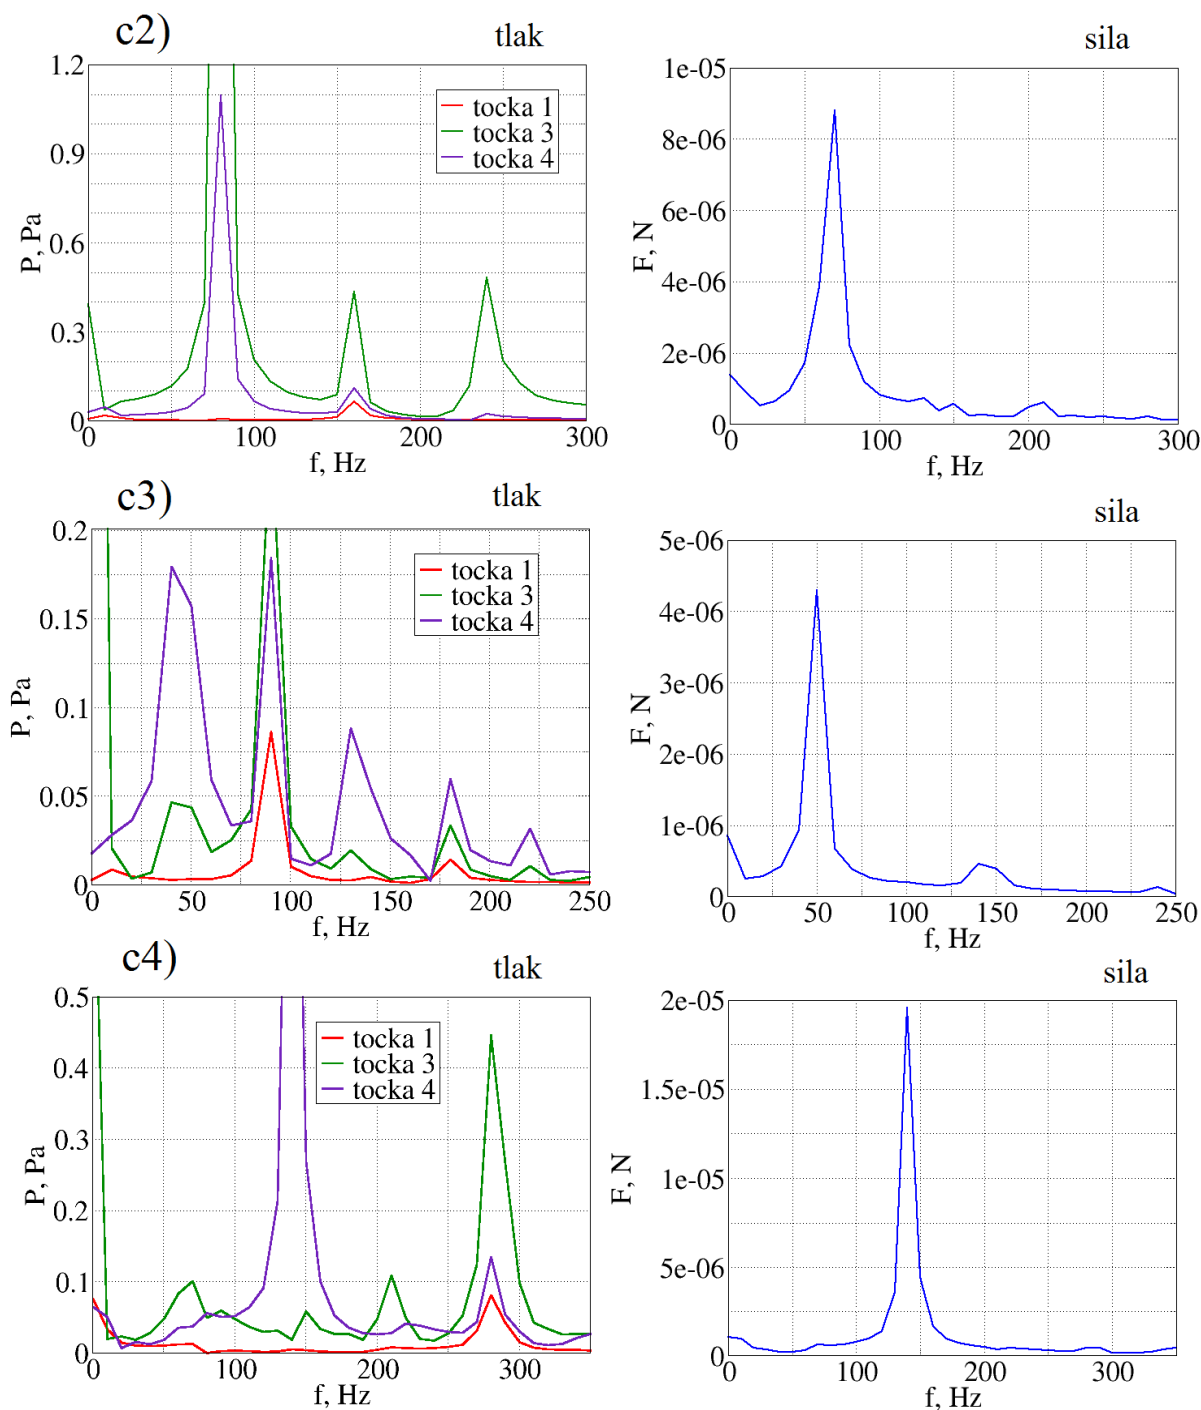 c2)
tlak
1.2
0.9
0.6
0.3
0
P, Pa
tocka 1
tocka 3
tocka 4
0
100
200
300
f, Hz
sila
1e-05
8e-06
6e-06
4e-06
2e-06
0
F, N
0
100
200
300
f, Hz
c3)
tlak
0.2
0.15
0.1
0.05
0
P, Pa
tocka 1
tocka 3
tocka 4
0
50
100
150
200
250
f, Hz
sila
5e-06
4e-06
3e-06
2e-06
1e-06
0
F, N
0
50
100
150
200
250
f, Hz
c4)
tlak
0.5
0.4
0.3
0.2
0.1
0
P, Pa
tocka 1
tocka 3
tocka 4
0
100
200
300
f, Hz
sila
2e-05
1.5e-05
1e-05
5e-06
0
F, N
0
100
200
300
f, Hz